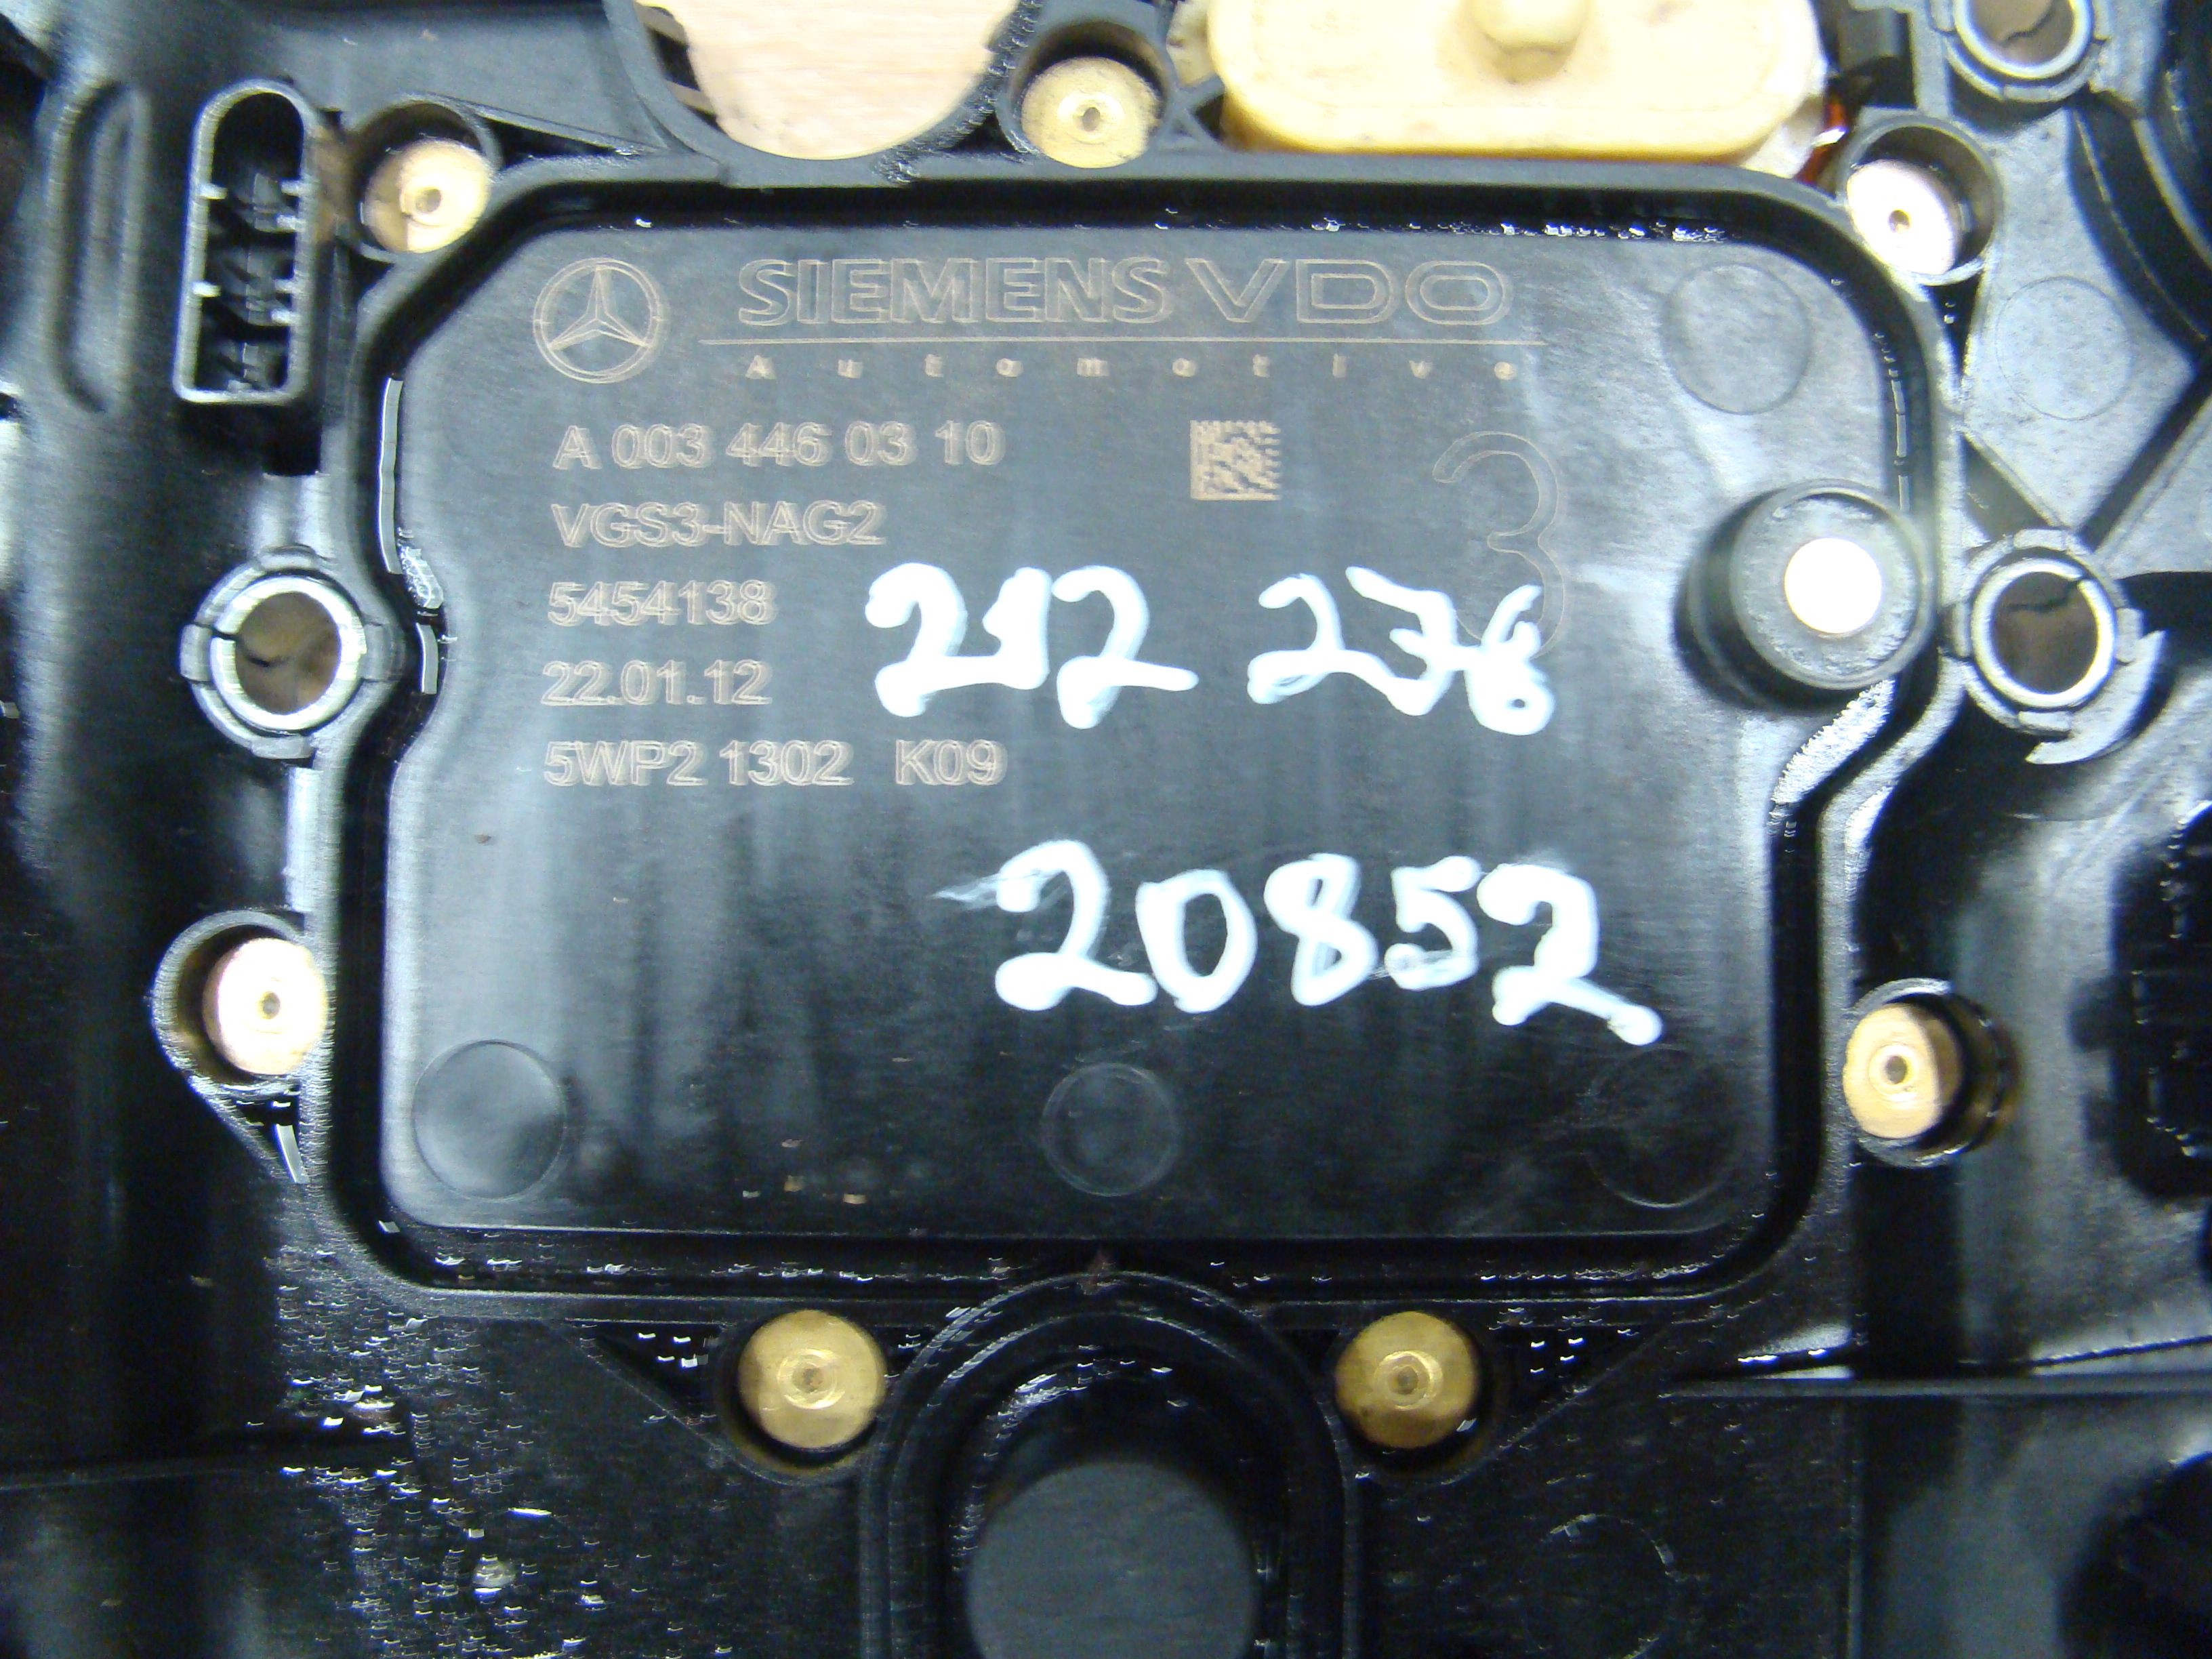 SIEMENS VDO
Automotive
A 003 446 03 10
VGS3-NAG2
3
5454138
212 276
22.01.12
5WP2 1302 K09
20852